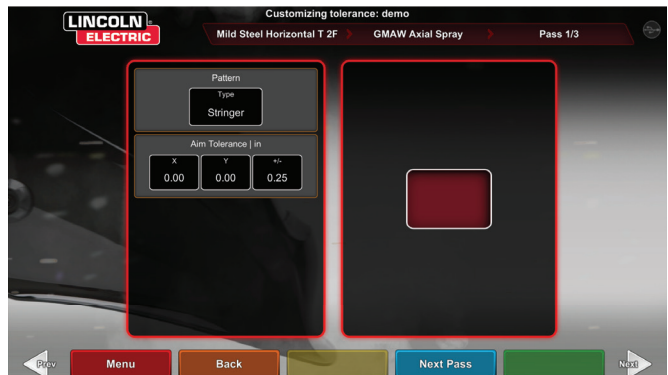 Customizing tolerance: demo
LINCOLN
ELECTRIC
Mild Steel Horizontal T 2F
GMAW Axial Spray
Pass 1/3
Pattern
Type
Stringer
Aim Tolerance | in
X Y +/-
0.00 0.00 0.25
Prev Menu Back Next Pass Next